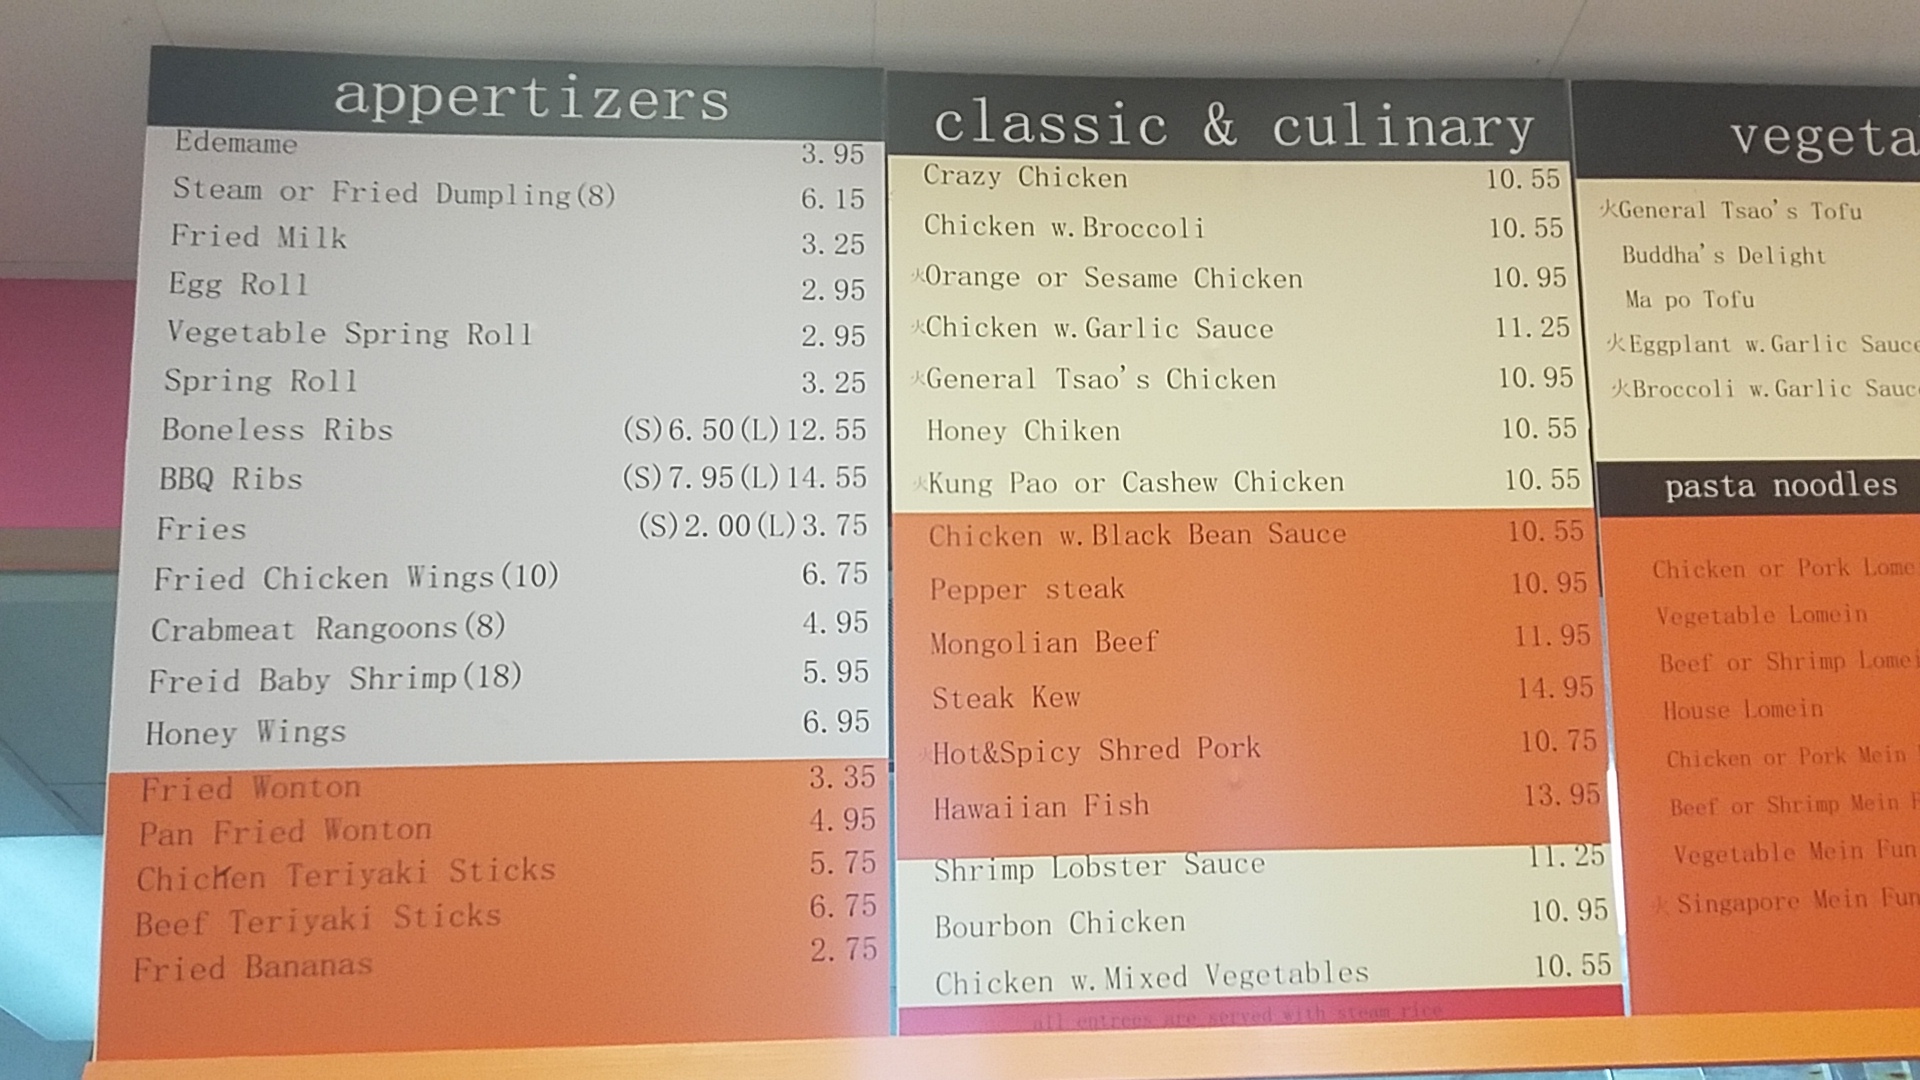 appertizers
Edemame 3.95
Steam or Fried Dumpling(8) 6.15
Fried Milk 3.25
Egg Roll 2.95
Vegetable Spring Roll 2.95
Spring Roll 3.25
Boneless Ribs (S)6.50(L)12.55
BBQ Ribs (S)7.95(L)14.55
Fries (S)2.00(L)3.75
Fried Chicken Wings(10) 6.75
Crabmeat Rangoons(8) 4.95
Freid Baby Shrimp(18) 5.95
Honey Wings 6.95
Fried Wonton 3.35
Pan Fried Wonton 4.95
Chicken Teriyaki Sticks 5.75
Beef Teriyaki Sticks 6.75
Fried Bananas 2.75
classic & culinary
Crazy Chicken 10.55
Chicken w.Broccoli 10.55
火Orange or Sesame Chicken 10.95
火Chicken w.Garlic Sauce 11.25
火General Tsao's Chicken 10.95
Honey Chiken 10.55
火Kung Pao or Cashew Chicken 10.55
Chicken w.Black Bean Sauce 10.55
Pepper steak 10.95
Mongolian Beef 11.95
Steak Kew 14.95
Hot&Spicy Shred Pork 10.75
Hawaiian Fish 13.95
Shrimp Lobster Sauce 11.25
Bourbon Chicken 10.95
Chicken w.Mixed Vegetables 10.55
all entrees are served with steam rice
vegeta
火General Tsao's Tofu
Buddha's Delight
Ma po Tofu
火Eggplant w.Garlic Sauce
火Broccoli w.Garlic Sauc
pasta noodles
Chicken or Pork Lome
Vegetable Lomein
Beef or Shrimp Lomei
House Lomein
Chicken or Pork Mein
Beef or Shrimp Mein F
Vegetable Mein Fun
火Singapore Mein Fun